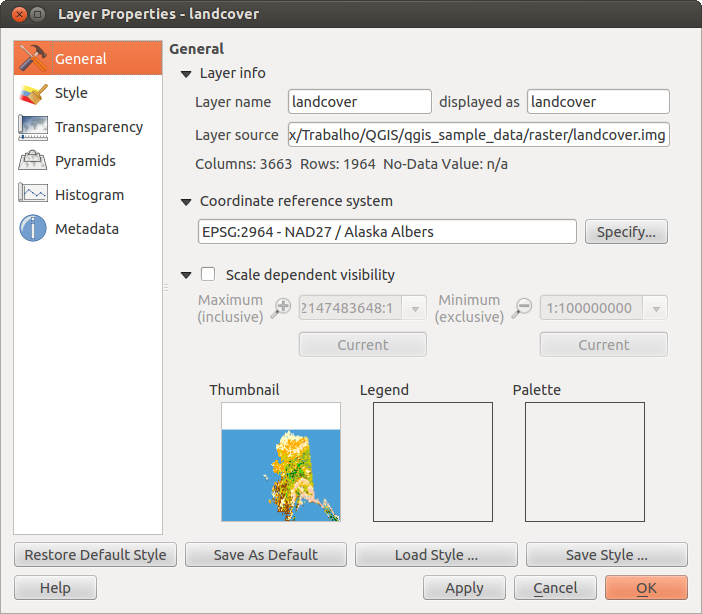 Layer Properties - landcover
General
Style
Transparency
Pyramids
Histogram
Metadata
General
Layer info
Layer name landcover displayed as landcover
Layer source x/Trabalho/QGIS/qgis_sample_data/raster/landcover.img
Columns: 3663 Rows: 1964 No-Data Value: n/a
Coordinate reference system
EPSG:2964 - NAD27 / Alaska Albers Specify...
Scale dependent visibility
Maximum (inclusive) 2147483648:1 Minimum (exclusive) 1:100000000
Current Current
Thumbnail Legend Palette
Restore Default Style Save As Default Load Style ... Save Style ...
Help Apply Cancel OK